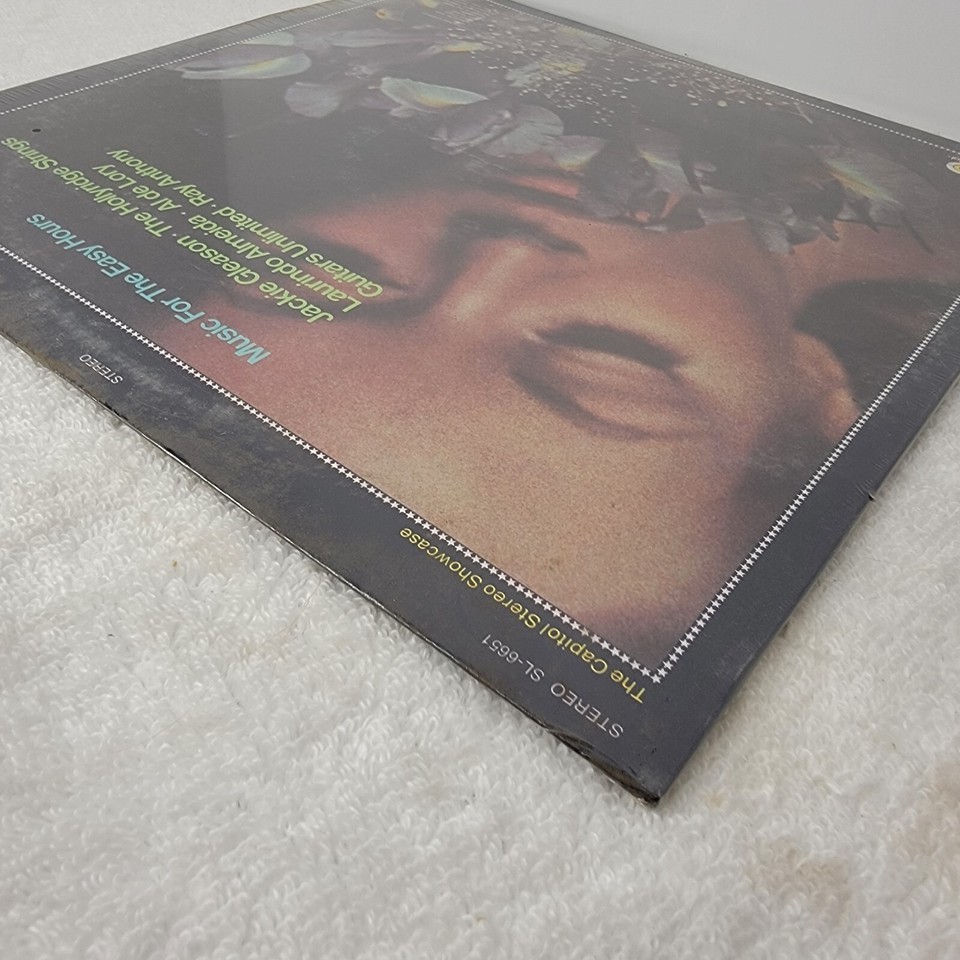 STEREO SL-6651
The Capitol Stereo Showcase
STEREO
Music For The Easy Hours
Jackie Gleason · The Hollyridge Strings
Laurindo Almeida · Al de Lory
Guitars Unlimited · Ray Anthony